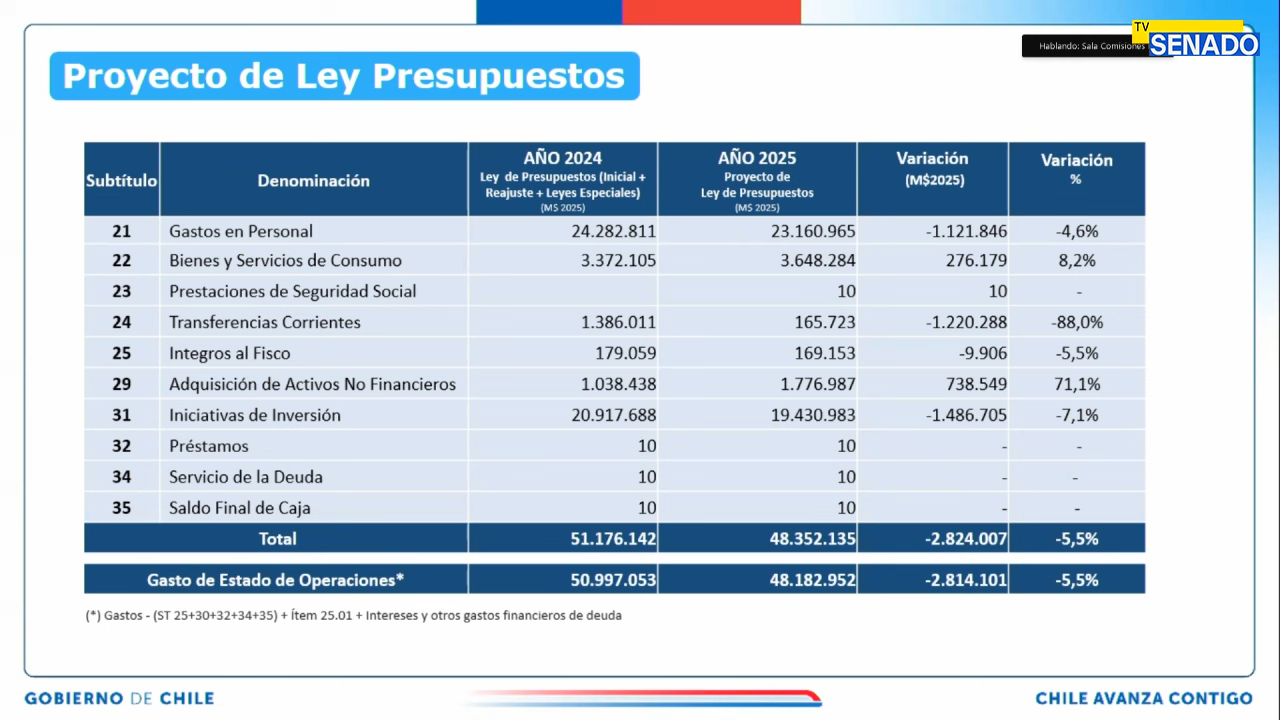 TV
Hablando: Sala Comisiones
SENADO
Proyecto de Ley Presupuestos
Subtítulo Denominación AÑO 2024 Ley de Presupuestos (Inicial + Reajuste + Leyes Especiales) (M$ 2025) AÑO 2025 Proyecto de Ley de Presupuestos (M$ 2025) Variación (M$2025) Variación %
21 Gastos en Personal 24.282.811 23.160.965 -1.121.846 -4,6%
22 Bienes y Servicios de Consumo 3.372.105 3.648.284 276.179 8,2%
23 Prestaciones de Seguridad Social 10 10 -
24 Transferencias Corrientes 1.386.011 165.723 -1.220.288 -88,0%
25 Integros al Fisco 179.059 169.153 -9.906 -5,5%
29 Adquisición de Activos No Financieros 1.038.438 1.776.987 738.549 71,1%
31 Iniciativas de Inversión 20.917.688 19.430.983 -1.486.705 -7,1%
32 Préstamos 10 10 - -
34 Servicio de la Deuda 10 10 - -
35 Saldo Final de Caja 10 10 - -
Total 51.176.142 48.352.135 -2.824.007 -5,5%
Gasto de Estado de Operaciones* 50.997.053 48.182.952 -2.814.101 -5,5%
(*) Gastos - (ST 25+30+32+34+35) + Ítem 25.01 + Intereses y otros gastos financieros de deuda
GOBIERNO DE CHILE
CHILE AVANZA CONTIGO